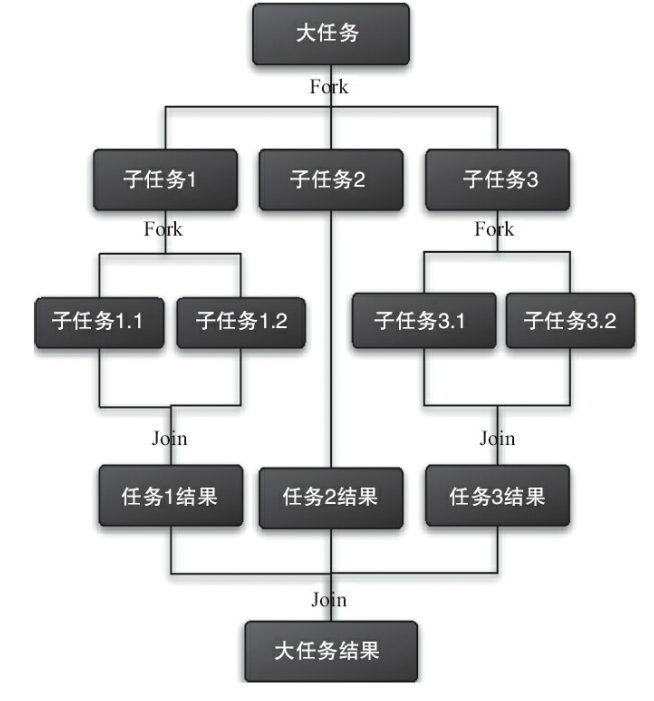 大任务
Fork
子任务1
子任务2
子任务3
Fork
Fork
子任务1.1
子任务1.2
子任务3.1
子任务3.2
Join
Join
任务1结果
任务2结果
任务3结果
Join
大任务结果